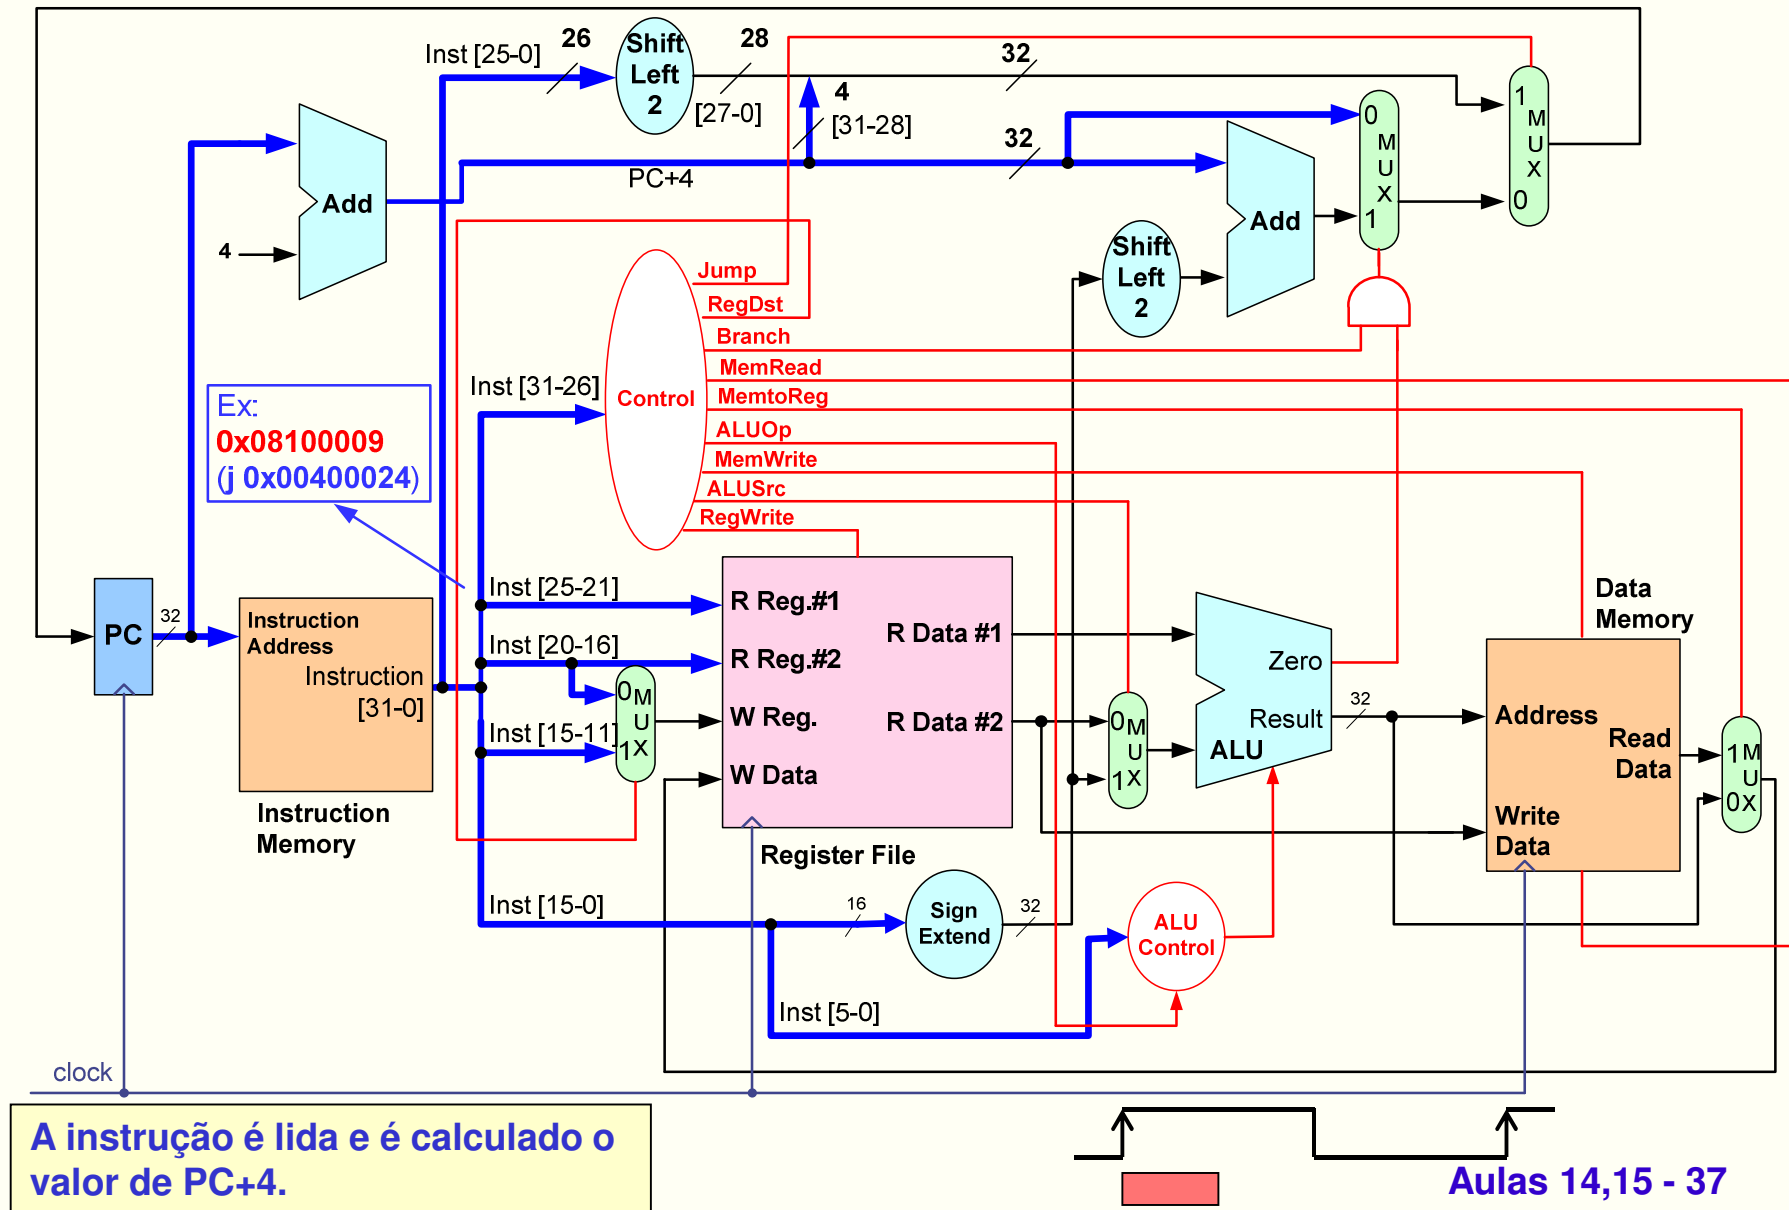 Inst [25-0]
26
Shift
Left
2
28
[27-0]
4
[31-28]
32
32
1
M
U
X
0
0
M
U
X
1
Add
4
PC+4
Add
Shift
Left
2
Jump
RegDst
Branch
MemRead
MemtoReg
ALUOp
MemWrite
ALUSrc
RegWrite
Control
Inst [31-26]
Ex:
0x08100009
(j 0x00400024)
PC
32
Instruction
Address
Instruction
[31-0]
Instruction
Memory
Inst [25-21]
Inst [20-16]
Inst [15-11]
0
M
U
1
X
R Reg.#1
R Reg.#2
W Reg.
W Data
R Data #1
R Data #2
Register File
0
M
U
1
X
Zero
Result
ALU
32
Data
Memory
Address
Read
Data
Write
Data
1
M
U
0
X
Inst [15-0]
16
Sign
Extend
32
ALU
Control
Inst [5-0]
clock
A instrução é lida e é calculado o
valor de PC+4.
Aulas 14,15 - 37